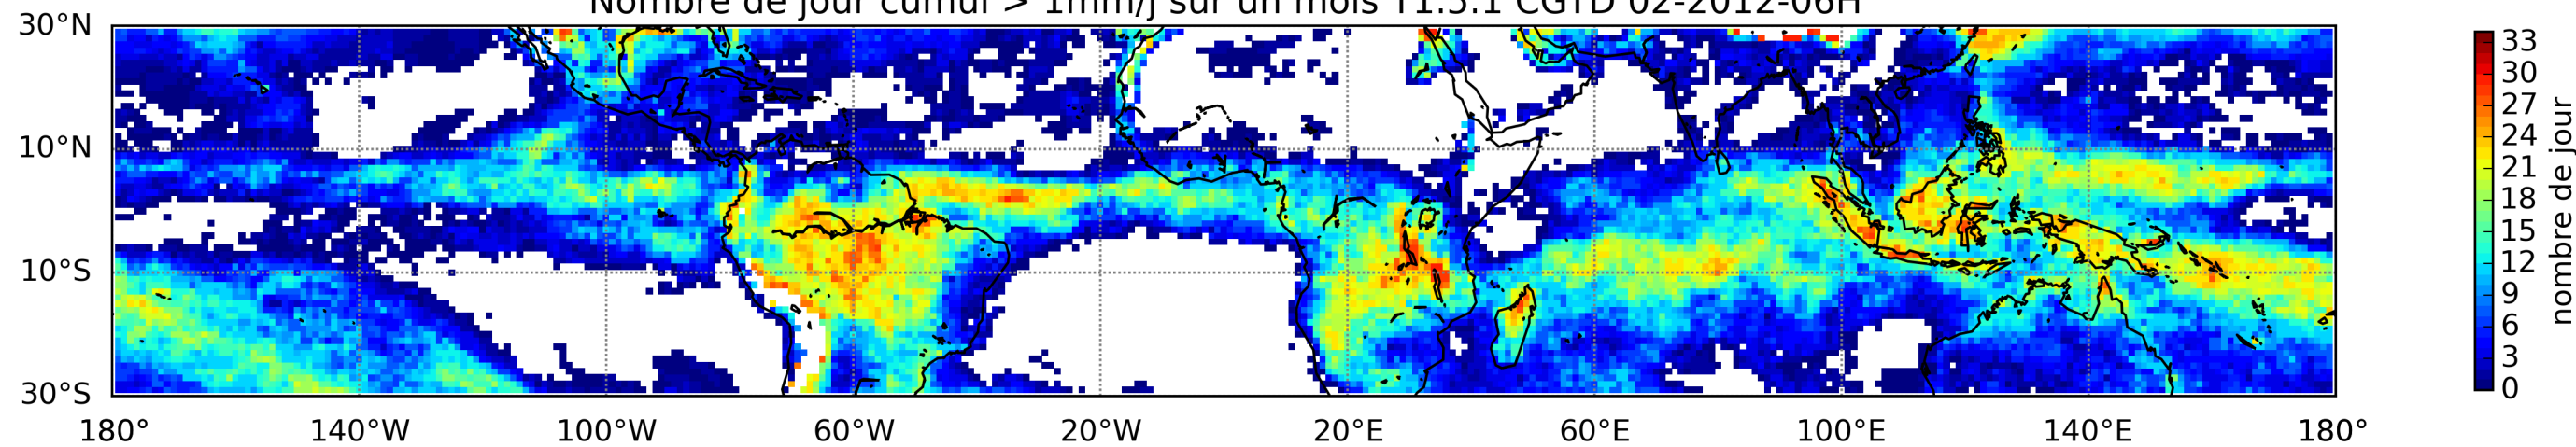 Nombre de jour cumul > 1mm/j sur un mois T1.5.1 CGTD 02-2012-06H
30°N
10°N
10°S
30°S
180°
140°W
100°W
60°W
20°W
20°E
60°E
100°E
140°E
180°
33
30
27
24
21
18
15
12
9
6
3
0
nombre de jour